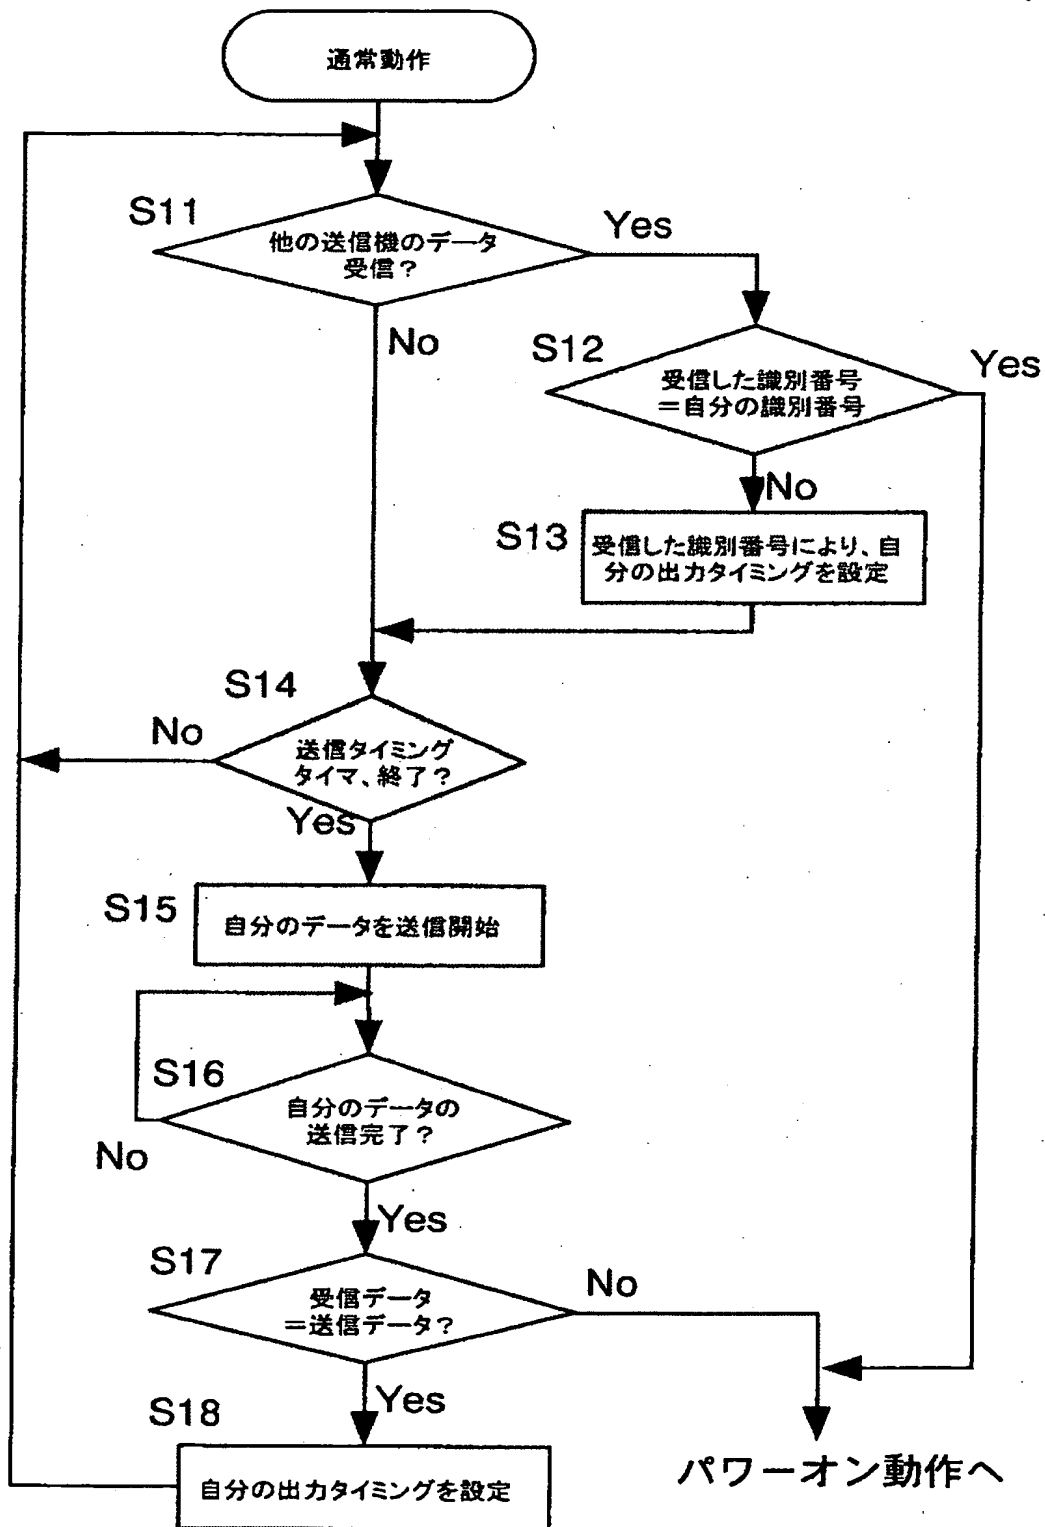 通常動作
S11
他の送信機のデータ
受信？
Yes
No
S12
受信した識別番号
＝自分の識別番号
Yes
No
S13
受信した識別番号により、自
分の出力タイミングを設定
S14
送信タイミング
タイマ、終了？
No
Yes
S15
自分のデータを送信開始
S16
自分のデータの
送信完了？
No
Yes
S17
受信データ
＝送信データ？
No
Yes
S18
自分の出力タイミングを設定
パワーオン動作へ